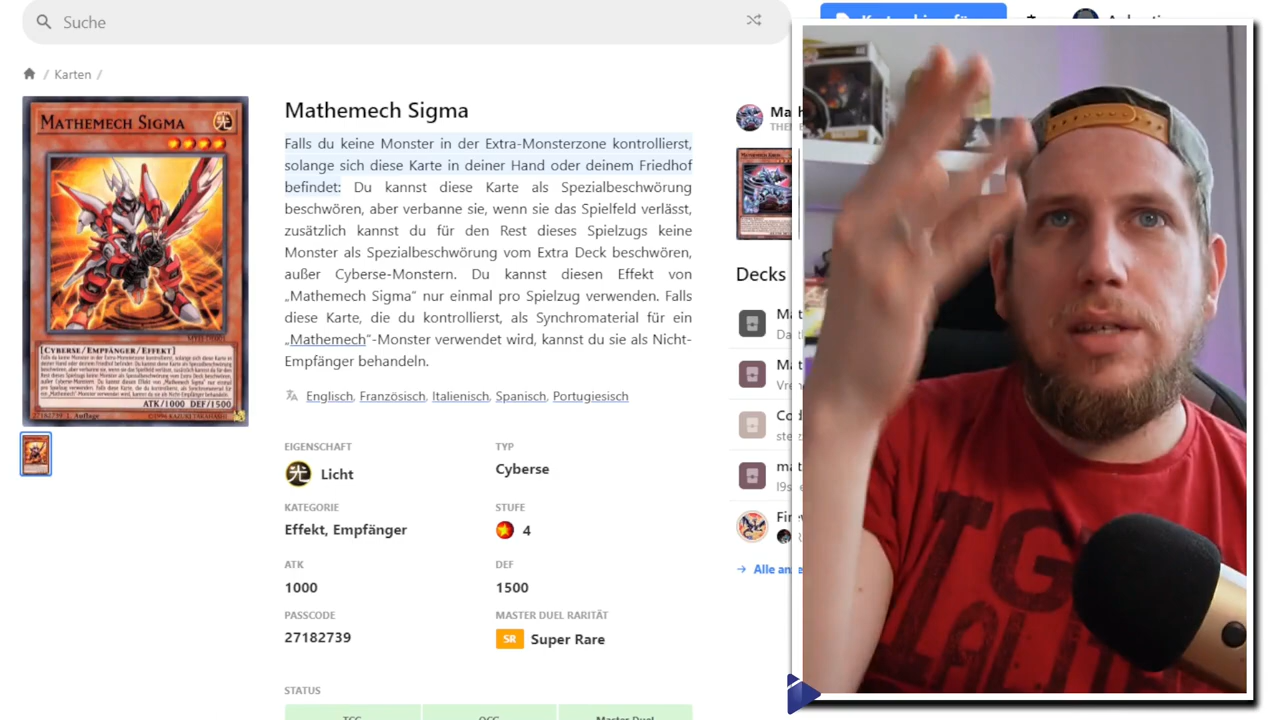 Suche
Karten /
Mathemech Sigma
Falls du keine Monster in der Extra-Monsterzone kontrollierst,
solange sich diese Karte in deiner Hand oder deinem Friedhof
befindet: Du kannst diese Karte als Spezialbeschwörung
beschwören, aber verbanne sie, wenn sie das Spielfeld verlässt,
zusätzlich kannst du für den Rest dieses Spielzugs keine
Monster als Spezialbeschwörung vom Extra Deck beschwören,
außer Cyberse-Monstern. Du kannst diesen Effekt von
„Mathemech Sigma“ nur einmal pro Spielzug verwenden. Falls
diese Karte, die du kontrollierst, als Synchromaterial für ein
„Mathemech“-Monster verwendet wird, kannst du sie als Nicht-
Empfänger behandeln.
Englisch, Französisch, Italienisch, Spanisch, Portugiesisch
EIGENSCHAFT
Licht
TYP
Cyberse
KATEGORIE
Effekt, Empfänger
STUFE
4
ATK
1000
DEF
1500
PASSCODE
27182739
MASTER DUEL RARITÄT
SR Super Rare
STATUS
MATHEMECH SIGMA
光
[CYBERSE/EMPFÄNGER/EFFEKT]
ATK/1000 DEF/1500
27182739 1. Auflage
Decks